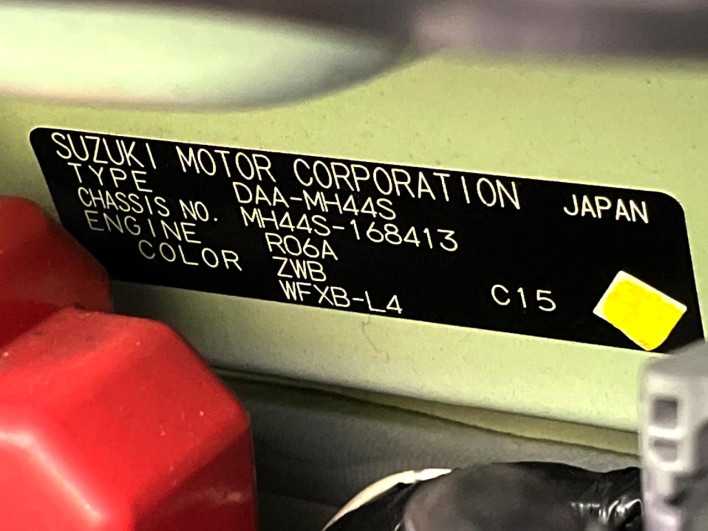 SUZUKI MOTOR CORPORATION JAPAN
TYPE DAA-MH44S
CHASSIS NO. MH44S-168413
ENGINE R06A
COLOR ZWB
WFXB-L4 C15